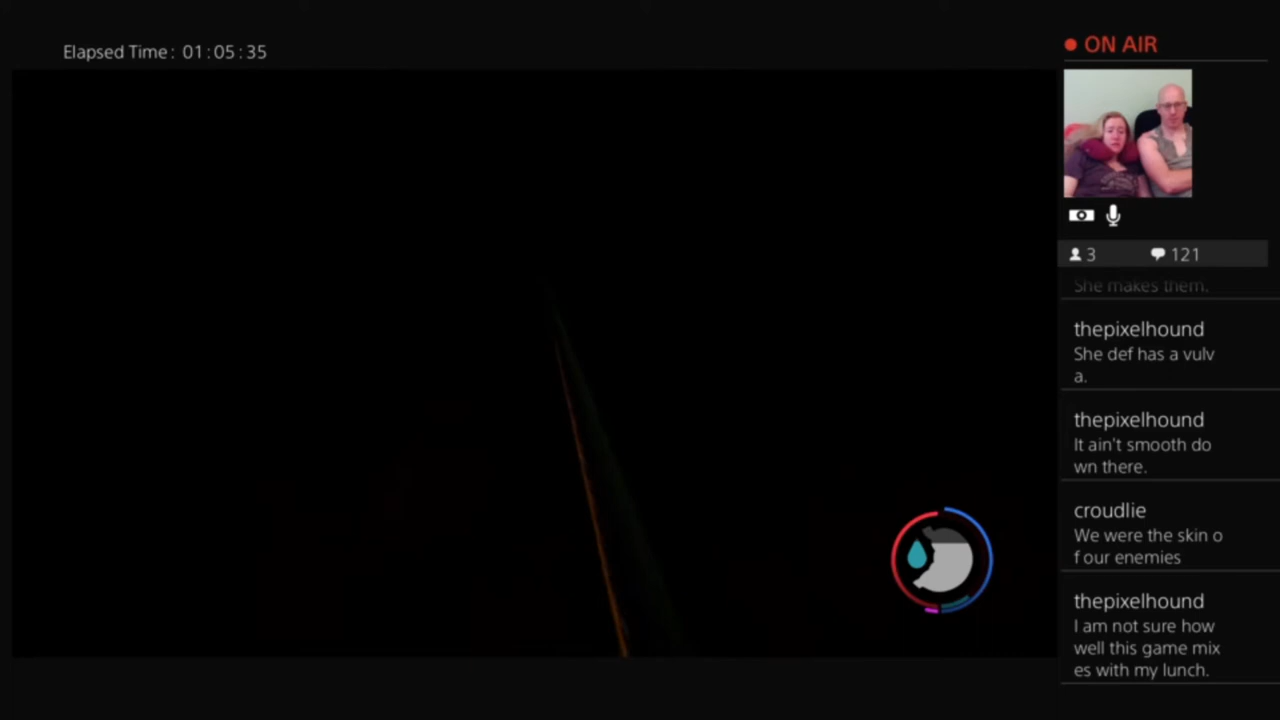 Elapsed Time: 01:05:35
ON AIR
3
121
She makes them.
thepixelhound
She def has a vulv
a.
thepixelhound
It ain't smooth do
wn there.
croudlie
We were the skin o
f our enemies
thepixelhound
I am not sure how
well this game mix
es with my lunch.